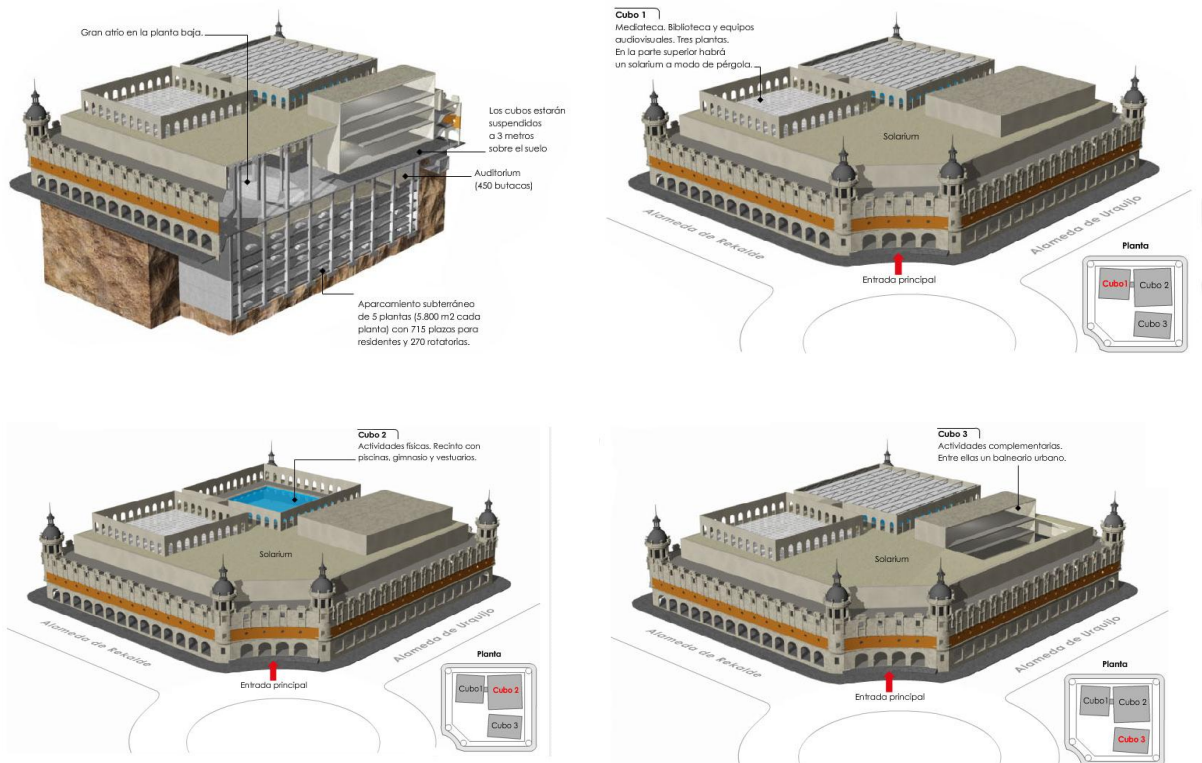 Gran atrio en la planta baja.
Los cubos estarán
suspendidos
a 3 metros
sobre el suelo
Auditorium
(450 butacas)
Aparcamiento subterráneo
de 5 plantas (5.800 m2 cada
planta) con 715 plazas para
residentes y 270 rotatorias.
Cubo 1
Mediateca. Biblioteca y equipos
audiovisuales. Tres plantas.
En la parte superior habrá
un solarium a modo de pérgola.
Solarium
Alameda de Rekalde
Alameda de Urquijo
Entrada principal
Planta
Cubo1
Cubo 2
Cubo 3
Cubo 2
Actividades físicas. Recinto con
piscinas, gimnasio y vestuarios.
Solarium
Alameda de Rekalde
Alameda de Urquijo
Entrada principal
Planta
Cubo1
Cubo 2
Cubo 3
Cubo 3
Actividades complementarias.
Entre ellas un balneario urbano.
Solarium
Alameda de Rekalde
Alameda de Urquijo
Entrada principal
Planta
Cubo1
Cubo 2
Cubo 3